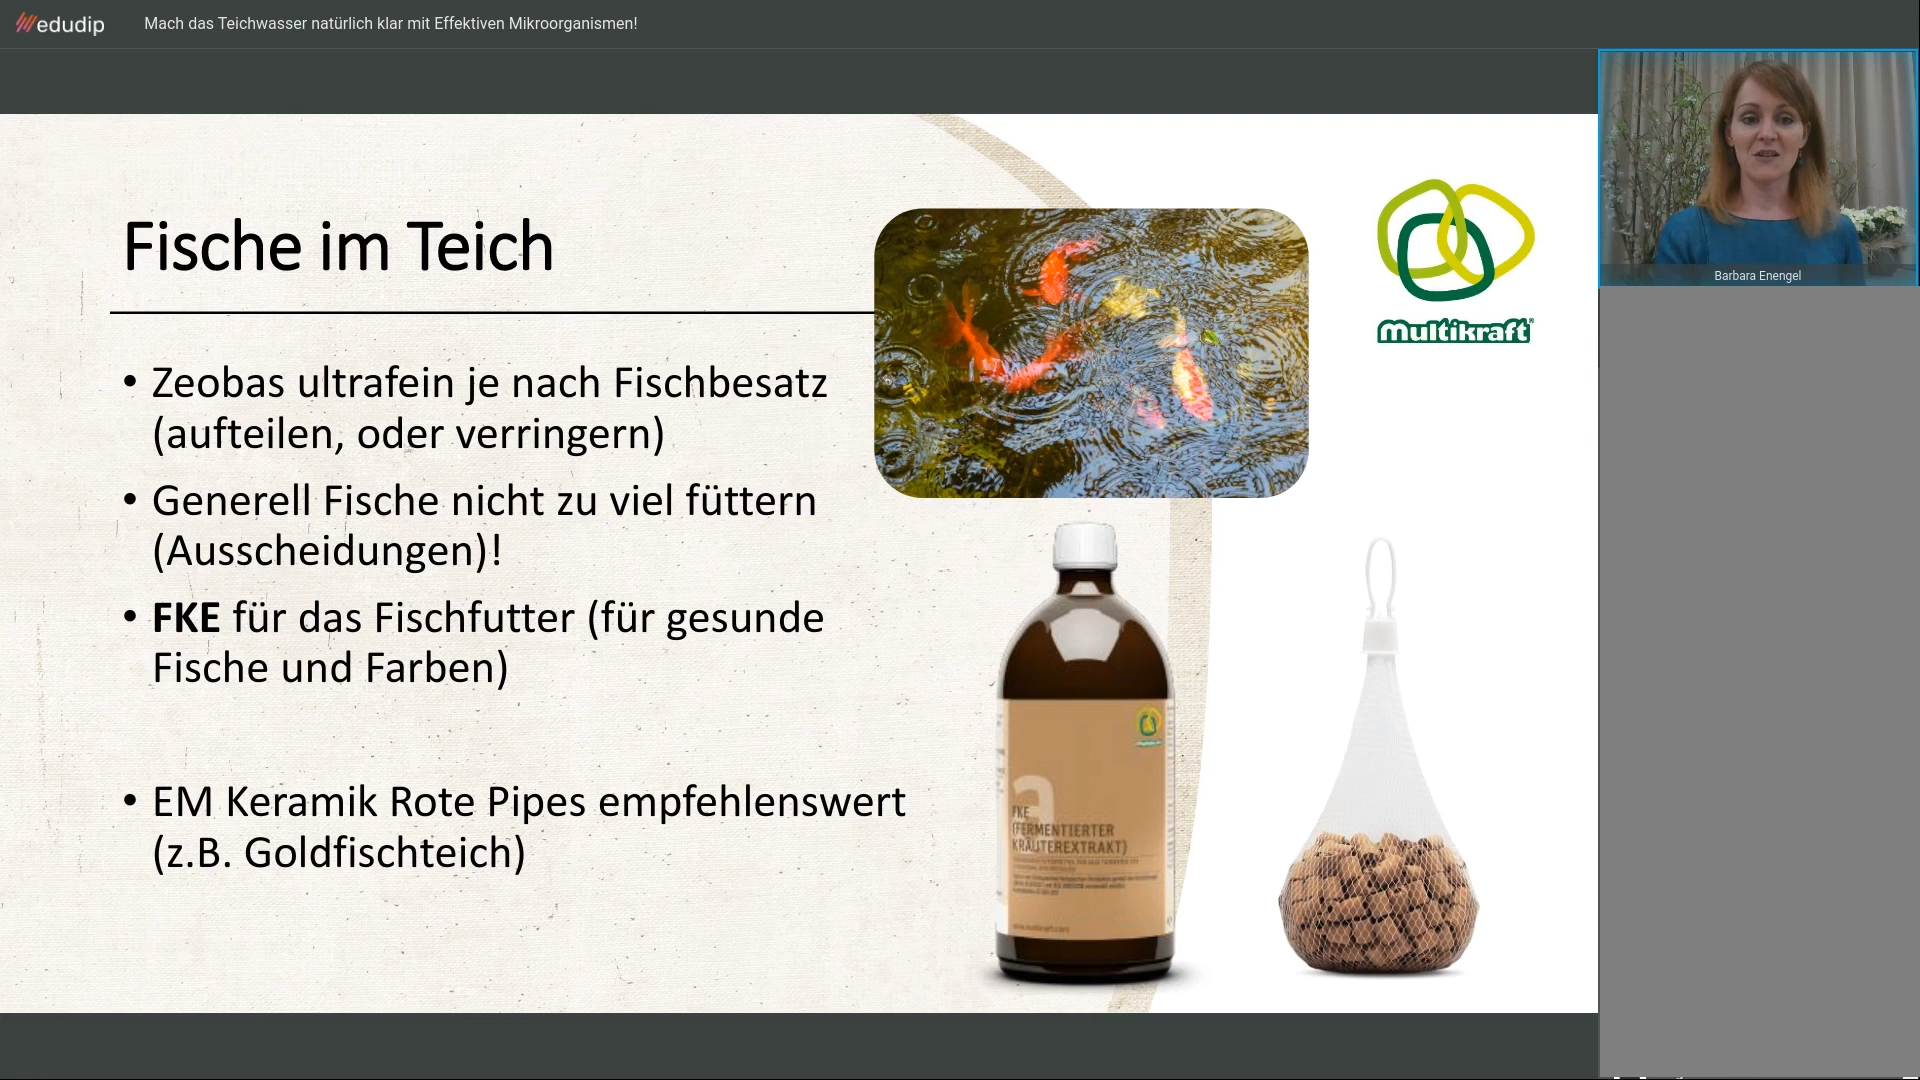 edudip
Mach das Teichwasser natürlich klar mit Effektiven Mikroorganismen!
Barbara Enengel
Fische im Teich
multikraft
• Zeobas ultrafein je nach Fischbesatz
(aufteilen, oder verringern)
• Generell Fische nicht zu viel füttern
(Ausscheidungen)!
• FKE für das Fischfutter (für gesunde
Fische und Farben)
• EM Keramik Rote Pipes empfehlenswert
(z.B. Goldfischteich)
a
FKE
(FERMENTIERTER
KRÄUTEREXTRAKT)